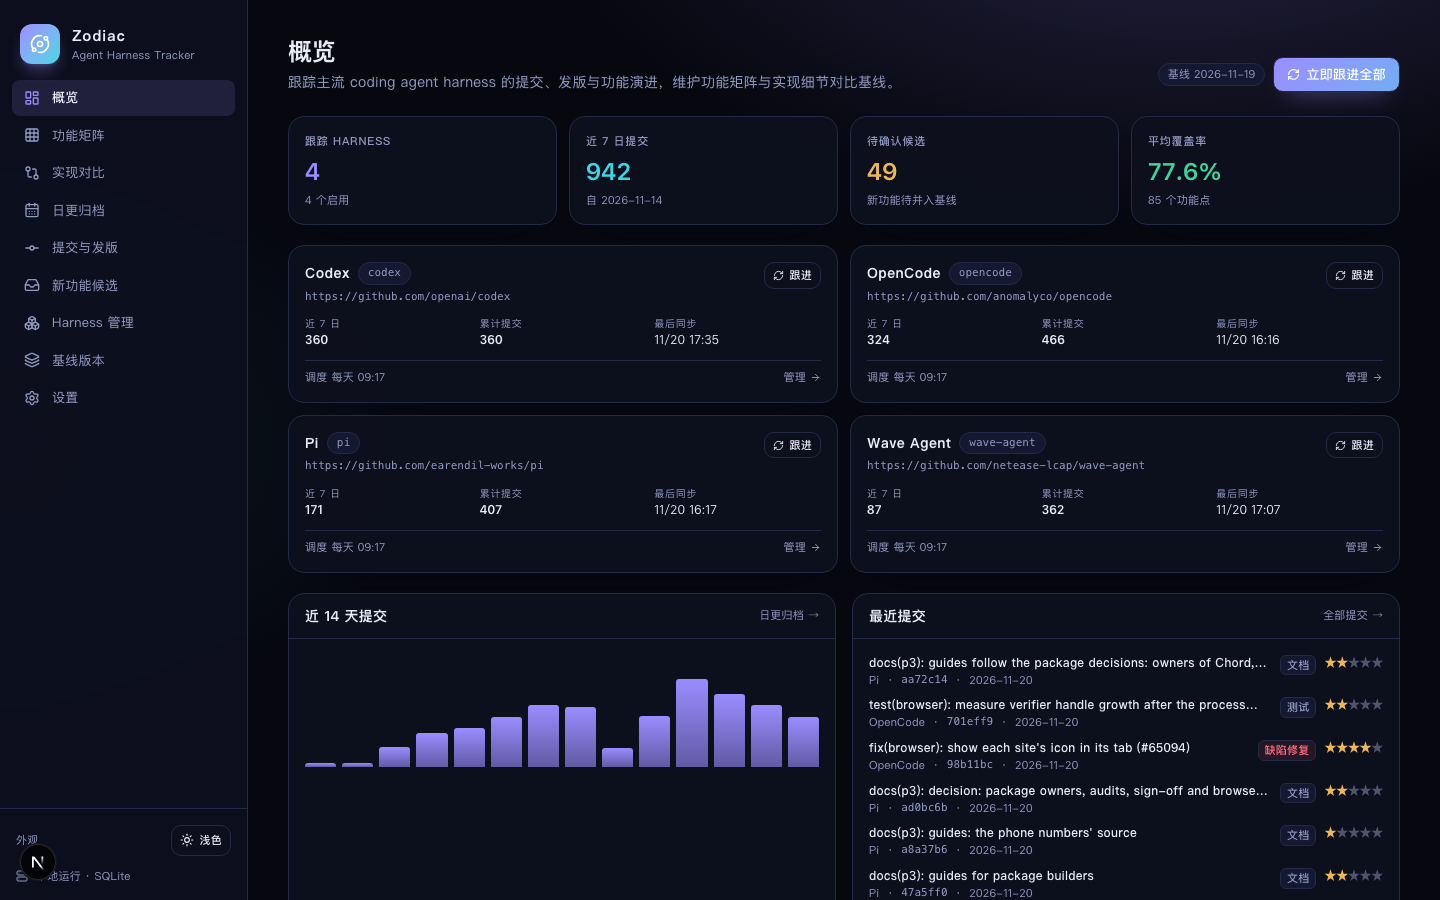 Zodiac
Agent Harness Tracker
概览
功能矩阵
实现对比
日更归档
提交与发版
新功能候选
Harness 管理
基线版本
设置
外观
浅色
N
地运行 · SQLite
概览
跟踪主流 coding agent harness 的提交、发版与功能演进，维护功能矩阵与实现细节对比基线。
基线 2026-11-19
立即跟进全部
跟踪 HARNESS
4
4 个启用
近 7 日提交
942
自 2026-11-14
待确认候选
49
新功能待并入基线
平均覆盖率
77.6%
85 个功能点
Codex codex
跟进
https://github.com/openai/codex
近 7 日 累计提交 最后同步
360 360 11/20 17:35
调度 每天 09:17 管理 →
OpenCode opencode
跟进
https://github.com/anomalyco/opencode
近 7 日 累计提交 最后同步
324 466 11/20 16:16
调度 每天 09:17 管理 →
Pi pi
跟进
https://github.com/earendil-works/pi
近 7 日 累计提交 最后同步
171 407 11/20 16:17
调度 每天 09:17 管理 →
Wave Agent wave-agent
跟进
https://github.com/netease-lcap/wave-agent
近 7 日 累计提交 最后同步
87 362 11/20 17:07
调度 每天 09:17 管理 →
近 14 天提交 日更归档 →
最近提交 全部提交 →
docs(p3): guides follow the package decisions: owners of Chord,... 文档 ★★★★★
Pi · aa72c14 · 2026-11-20
test(browser): measure verifier handle growth after the process... 测试 ★★★★★
OpenCode · 701eff9 · 2026-11-20
fix(browser): show each site's icon in its tab (#65094) 缺陷修复 ★★★★★
OpenCode · 98b11bc · 2026-11-20
docs(p3): decision: package owners, audits, sign-off and browse... 文档 ★★★★★
Pi · ad0bc6b · 2026-11-20
docs(p3): guides: the phone numbers' source 文档 ★★★★★
Pi · a8a37b6 · 2026-11-20
docs(p3): guides for package builders 文档 ★★★★★
Pi · 47a5ff0 · 2026-11-20